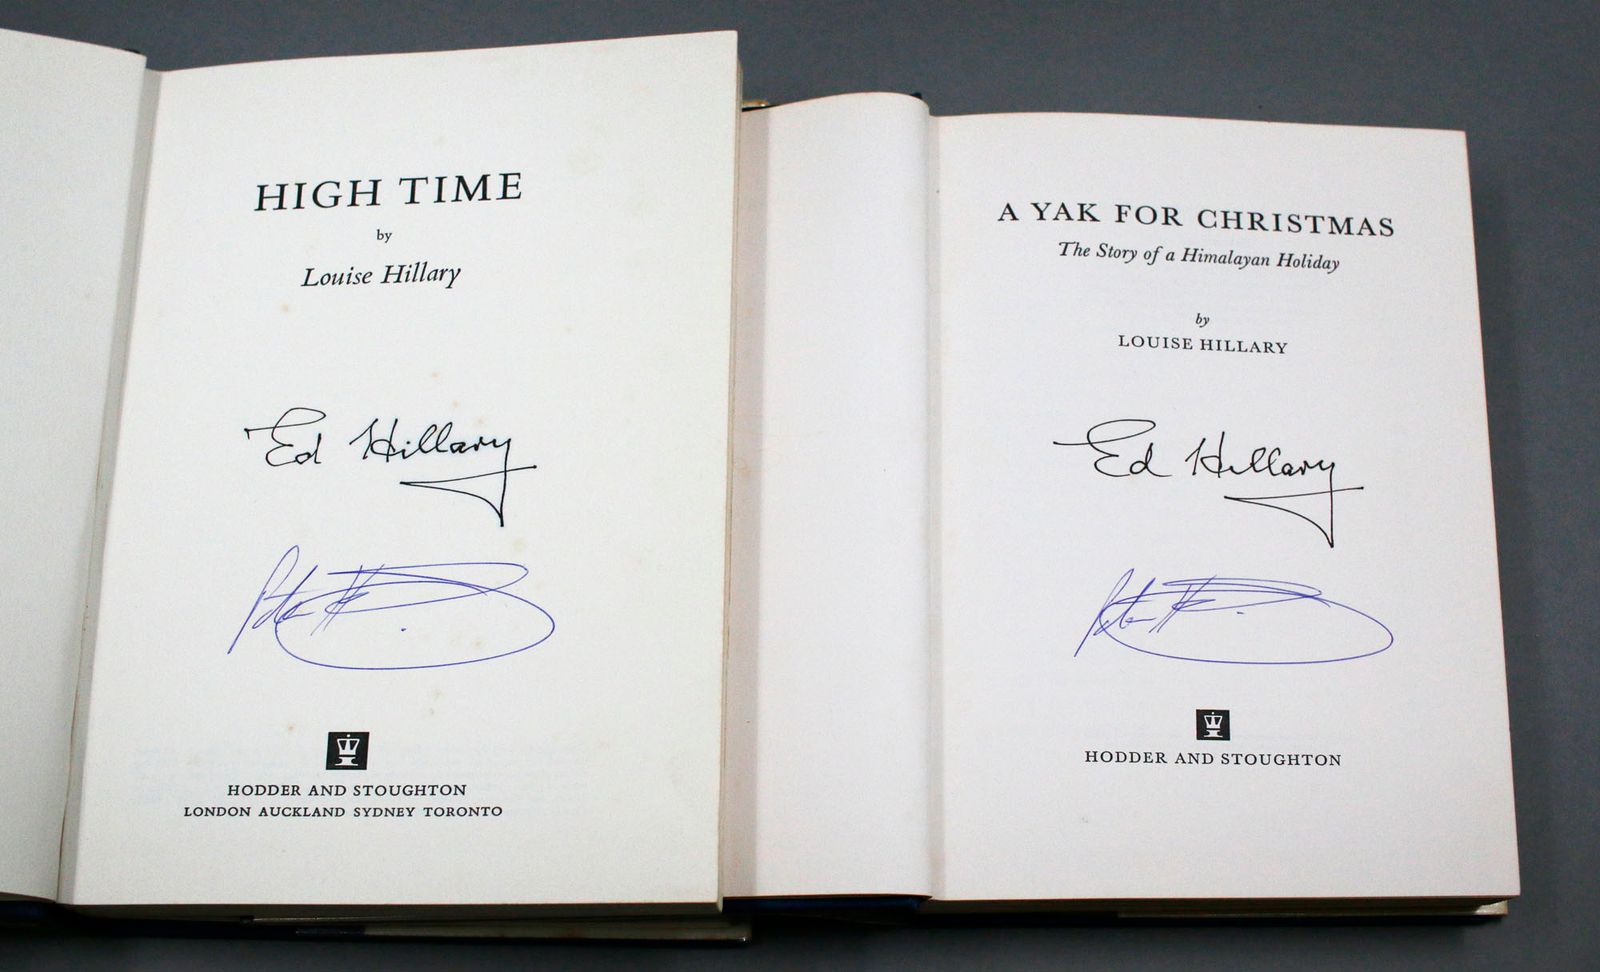 HIGH TIME
by
Louise Hillary
Ed Hillary
HODDER AND STOUGHTON
LONDON AUCKLAND SYDNEY TORONTO
A YAK FOR CHRISTMAS
The Story of a Himalayan Holiday
by
LOUISE HILLARY
Ed Hillary
HODDER AND STOUGHTON